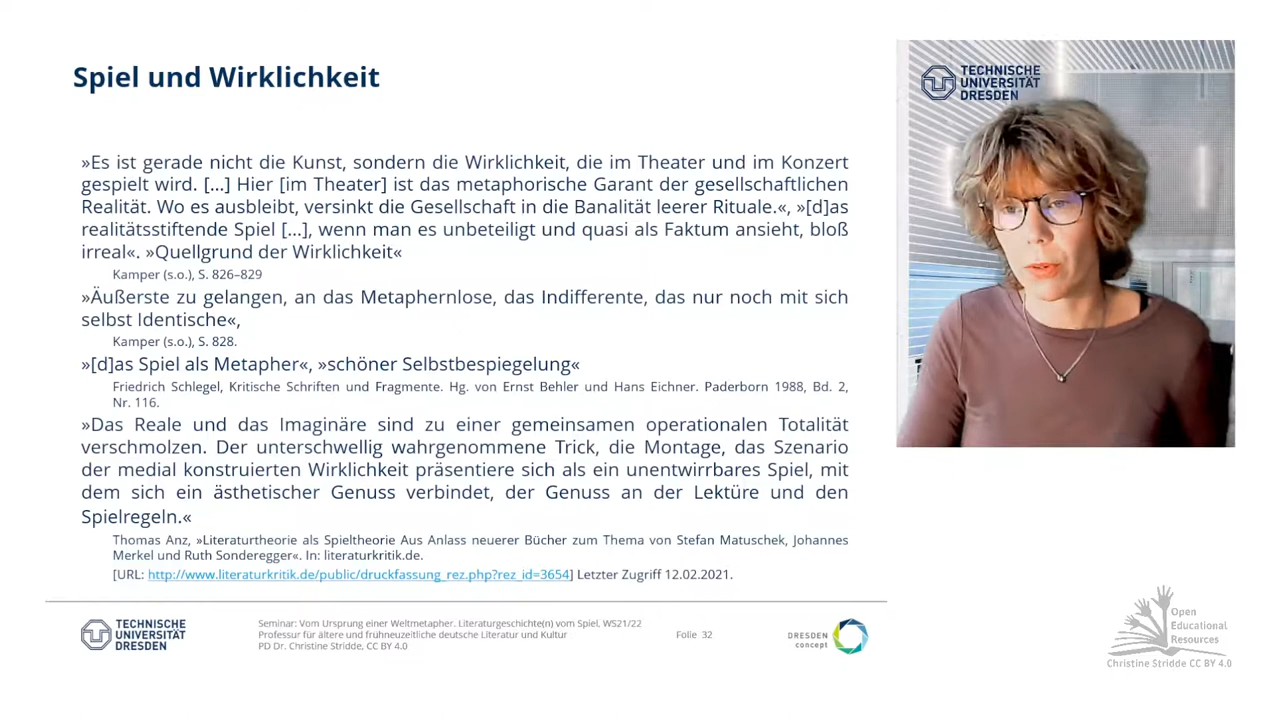 Spiel und Wirklichkeit
»Es ist gerade nicht die Kunst, sondern die Wirklichkeit, die im Theater und im Konzert
gespielt wird. […] Hier [im Theater] ist das metaphorische Garant der gesellschaftlichen
Realität. Wo es ausbleibt, versinkt die Gesellschaft in die Banalität leerer Rituale.«, »[d]as
realitätsstiftende Spiel […], wenn man es unbeteiligt und quasi als Faktum ansieht, bloß
irreal«. »Quellgrund der Wirklichkeit«
Kamper (s.o.), S. 826–829
»Äußerste zu gelangen, an das Metaphernlose, das Indifferente, das nur noch mit sich
selbst Identische«,
Kamper (s.o.), S. 828.
»[d]as Spiel als Metapher«, »schöner Selbstbespiegelung«
Friedrich Schlegel, Kritische Schriften und Fragmente. Hg. von Ernst Behler und Hans Eichner. Paderborn 1988, Bd. 2,
Nr. 116.
»Das Reale und das Imaginäre sind zu einer gemeinsamen operationalen Totalität
verschmolzen. Der unterschwellig wahrgenommene Trick, die Montage, das Szenario
der medial konstruierten Wirklichkeit präsentiere sich als ein unentwirrbares Spiel, mit
dem sich ein ästhetischer Genuss verbindet, der Genuss an der Lektüre und den
Spielregeln.«
Thomas Anz, »Literaturtheorie als Spieltheorie Aus Anlass neuerer Bücher zum Thema von Stefan Matuschek, Johannes
Merkel und Ruth Sonderegger«. In: literaturkritik.de.
[URL: http://www.literaturkritik.de/public/druckfassung_rez.php?rez_id=3654] Letzter Zugriff 12.02.2021.
TECHNISCHE
UNIVERSITÄT
DRESDEN
Seminar: Vom Ursprung einer Weltmetapher. Literaturgeschichte(n) vom Spiel, WS21/22
Professur für ältere und frühneuzeitliche deutsche Literatur und Kultur
PD Dr. Christine Stridde, CC BY 4.0
Folie 32
DRESDEN
concept
TECHNISCHE
UNIVERSITÄT
DRESDEN
Open
Educational
Resources
Christine Stridde CC BY 4.0